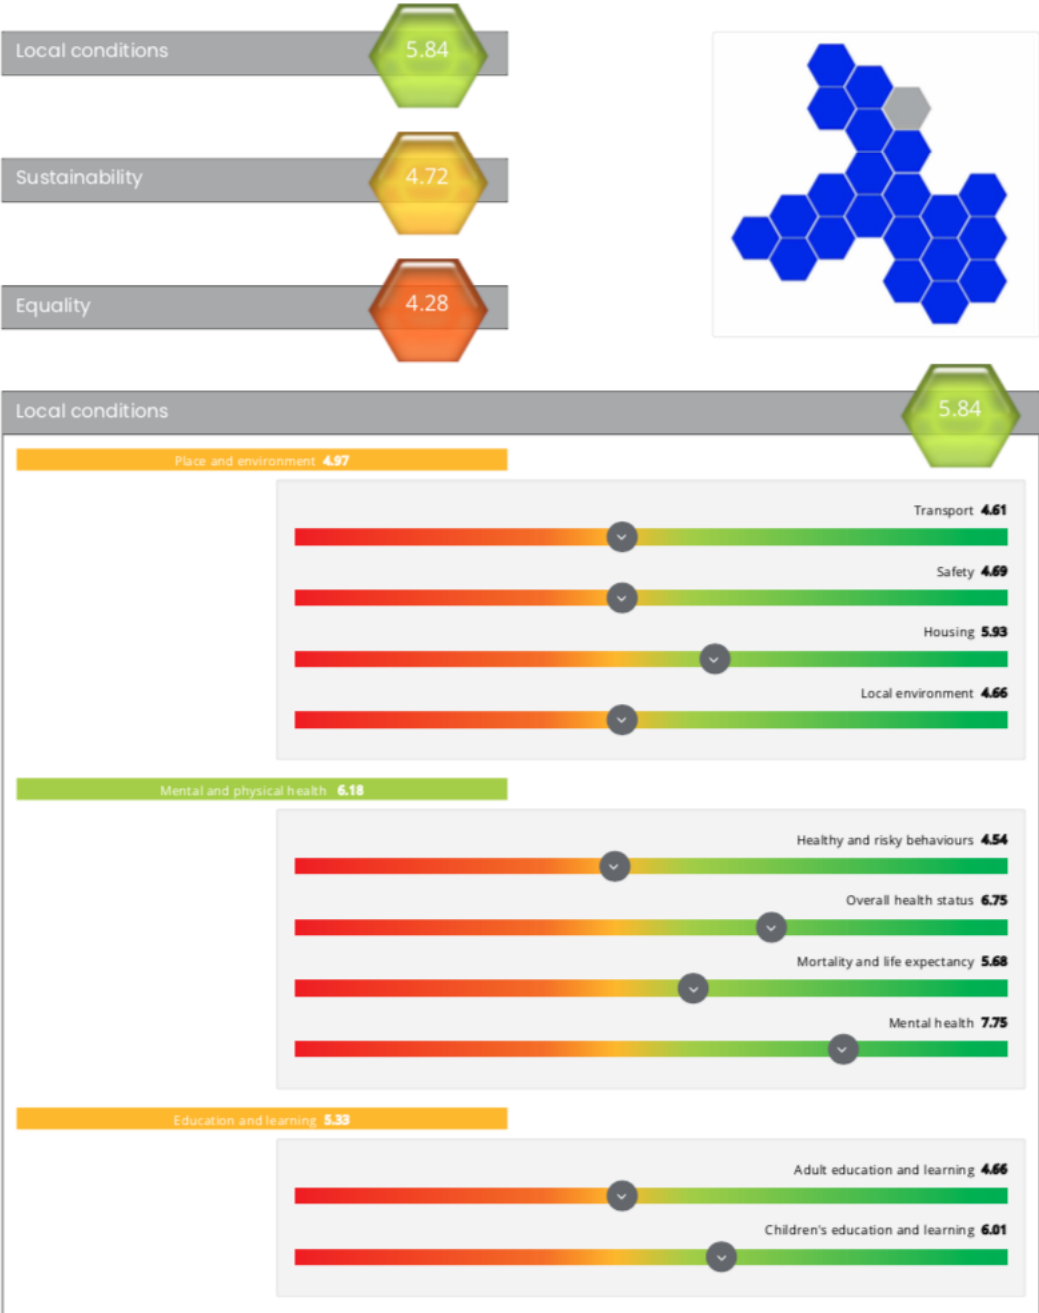 Local conditions 5.84
Sustainability 4.72
Equality 4.28
Local conditions 5.84
Place and environment 4.97
Transport 4.61
Safety 4.69
Housing 5.93
Local environment 4.66
Mental and physical health 6.18
Healthy and risky behaviours 4.54
Overall health status 6.75
Mortality and life expectancy 5.68
Mental health 7.75
Education and learning 5.33
Adult education and learning 4.66
Children's education and learning 6.01